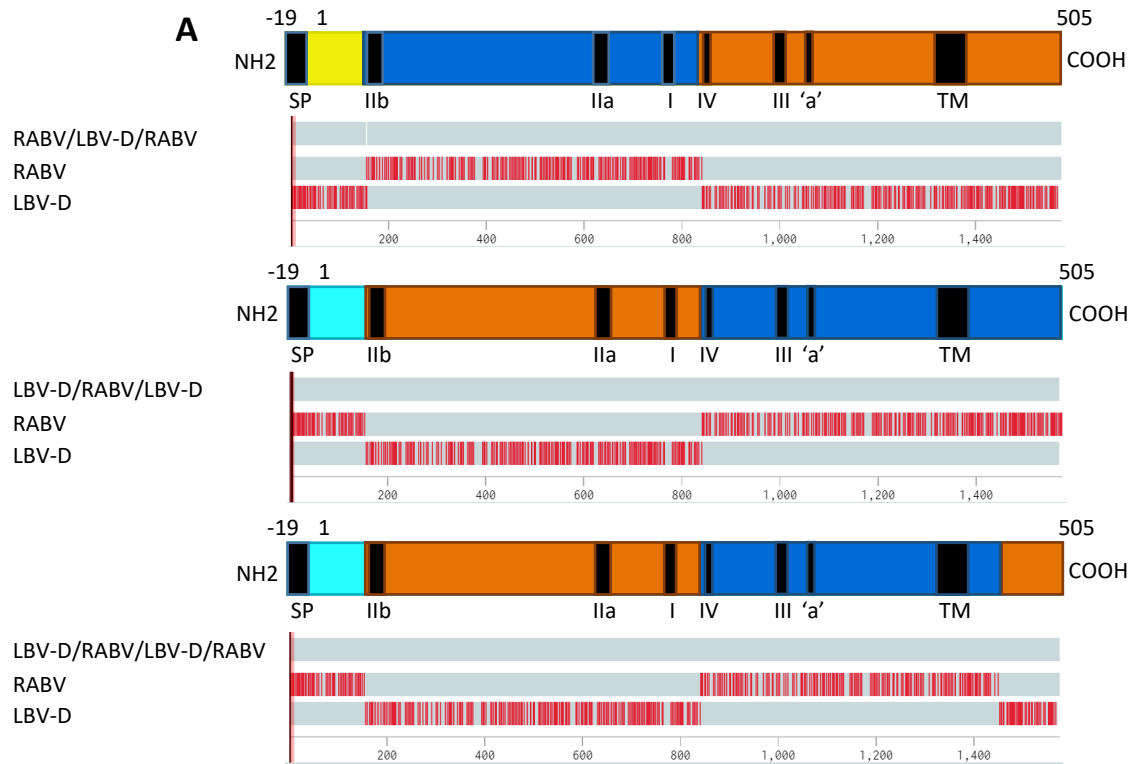 A
-19 1 505
NH2 COOH
SP IIb IIa I IV III ‘a’ TM
RABV/LBV-D/RABV
RABV
LBV-D
200 400 600 800 1,000 1,200 1,400
-19 1 505
NH2 COOH
SP IIb IIa I IV III ‘a’ TM
LBV-D/RABV/LBV-D
RABV
LBV-D
200 400 600 800 1,000 1,200 1,400
-19 1 505
NH2 COOH
SP IIb IIa I IV III ‘a’ TM
LBV-D/RABV/LBV-D/RABV
RABV
LBV-D
200 400 600 800 1,000 1,200 1,400